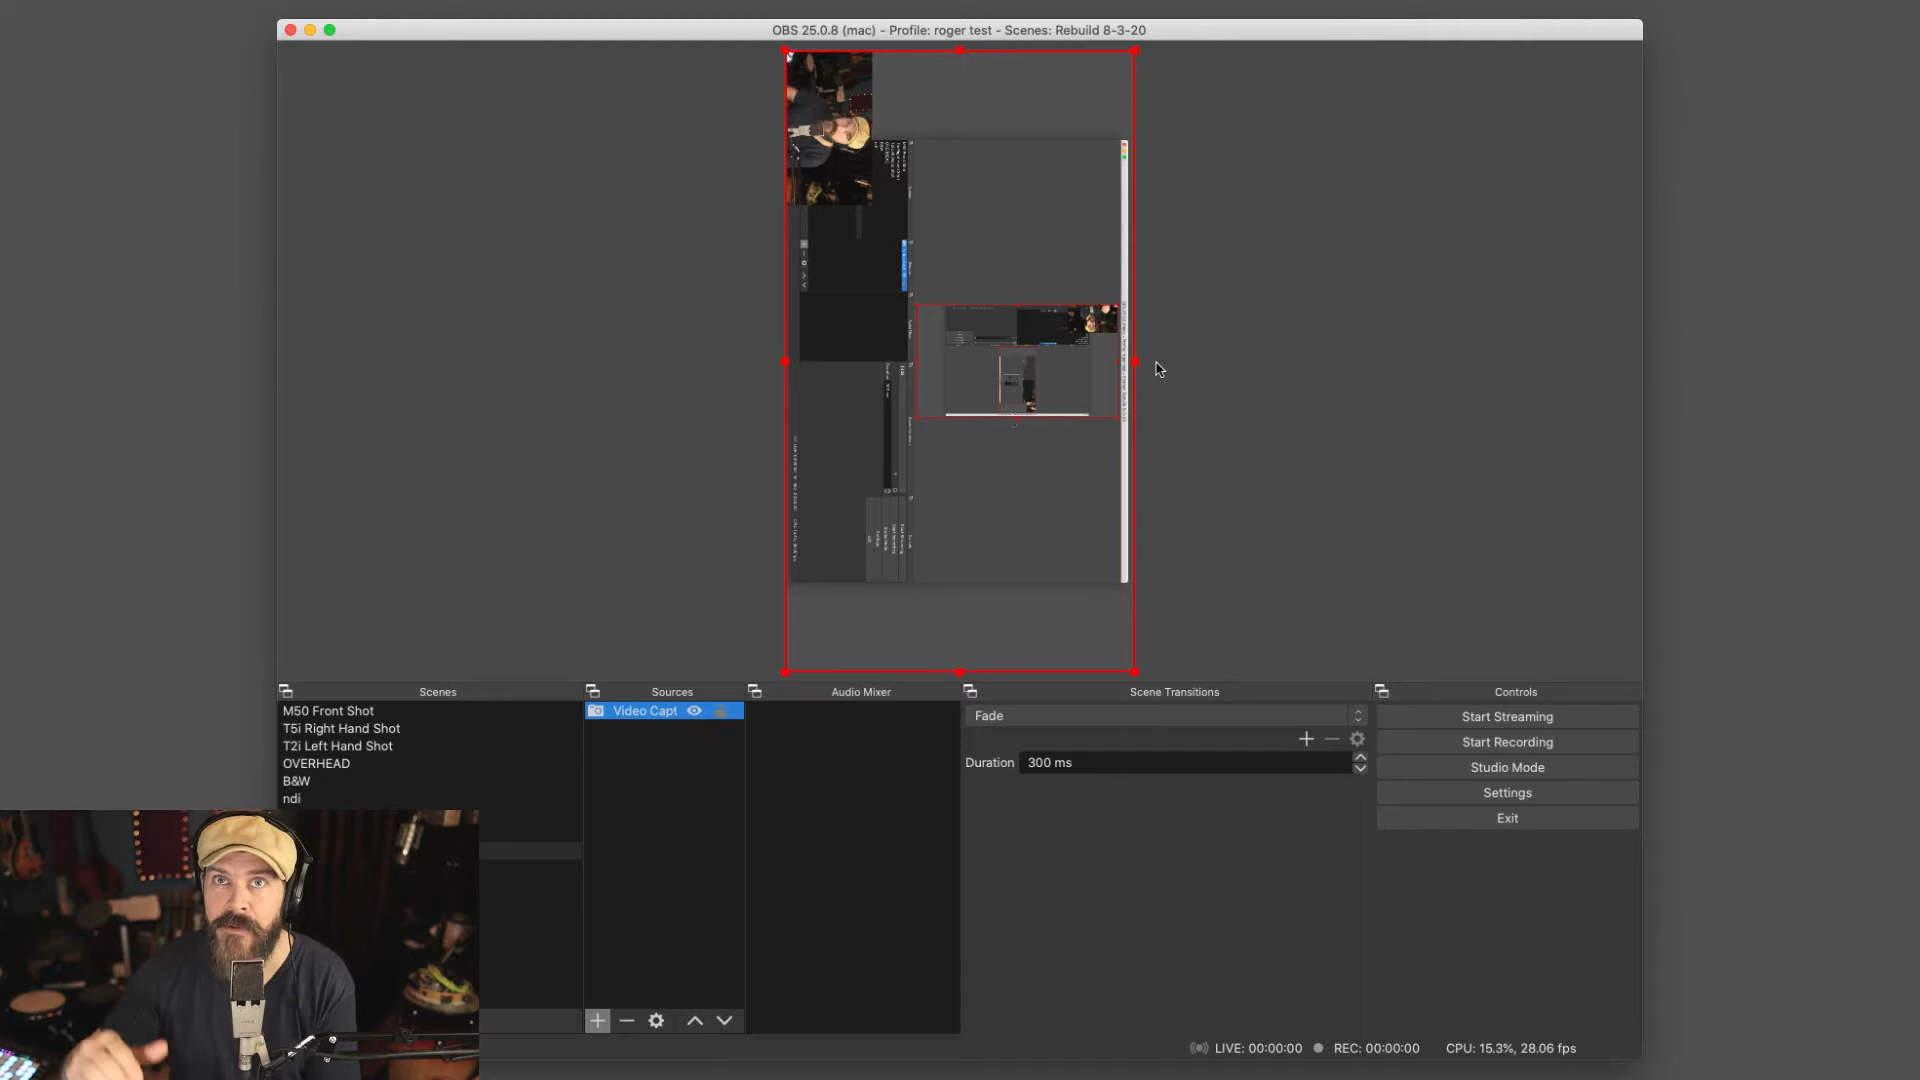 OBS 25.0.8 (mac) - Profile: roger test - Scenes: Rebuild 8-3-20
Scenes
Sources
Audio Mixer
Scene Transitions
Controls
M50 Front Shot
T5i Right Hand Shot
T2i Left Hand Shot
OVERHEAD
B&W
ndi
Video Capt
Fade
Duration
300 ms
Start Streaming
Start Recording
Studio Mode
Settings
Exit
LIVE: 00:00:00
REC: 00:00:00
CPU: 15.3%, 28.06 fps